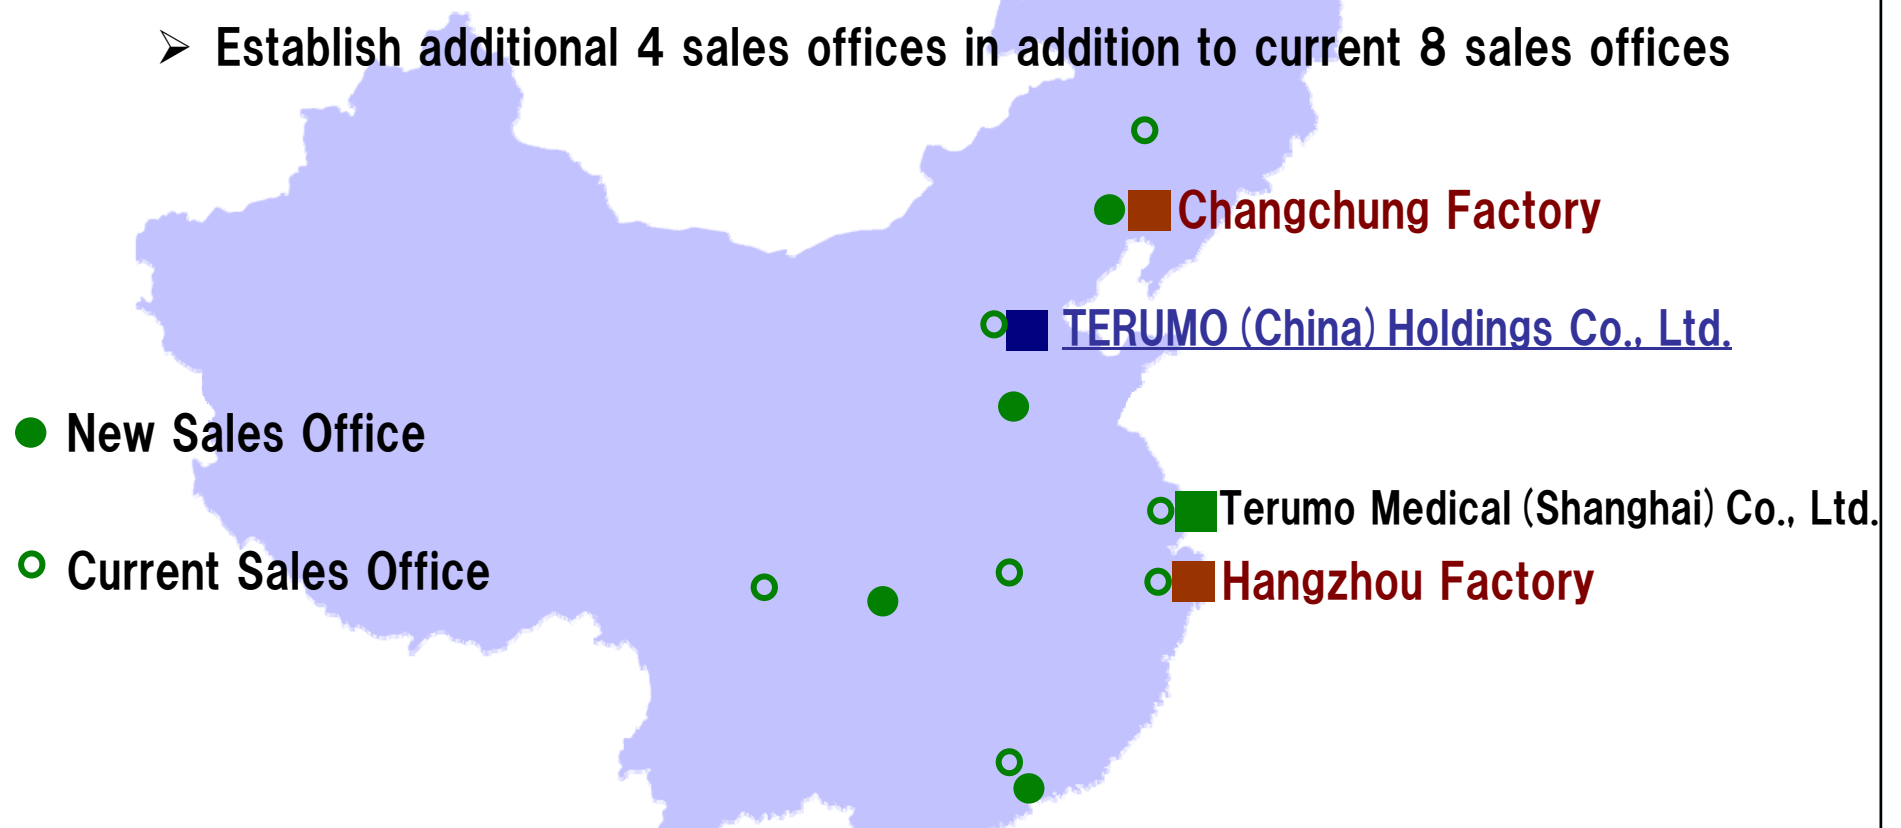 ➢ Establish additional 4 sales offices in addition to current 8 sales offices
Changchung Factory
TERUMO (China) Holdings Co., Ltd.
New Sales Office
Terumo Medical (Shanghai) Co., Ltd.
Current Sales Office
Hangzhou Factory